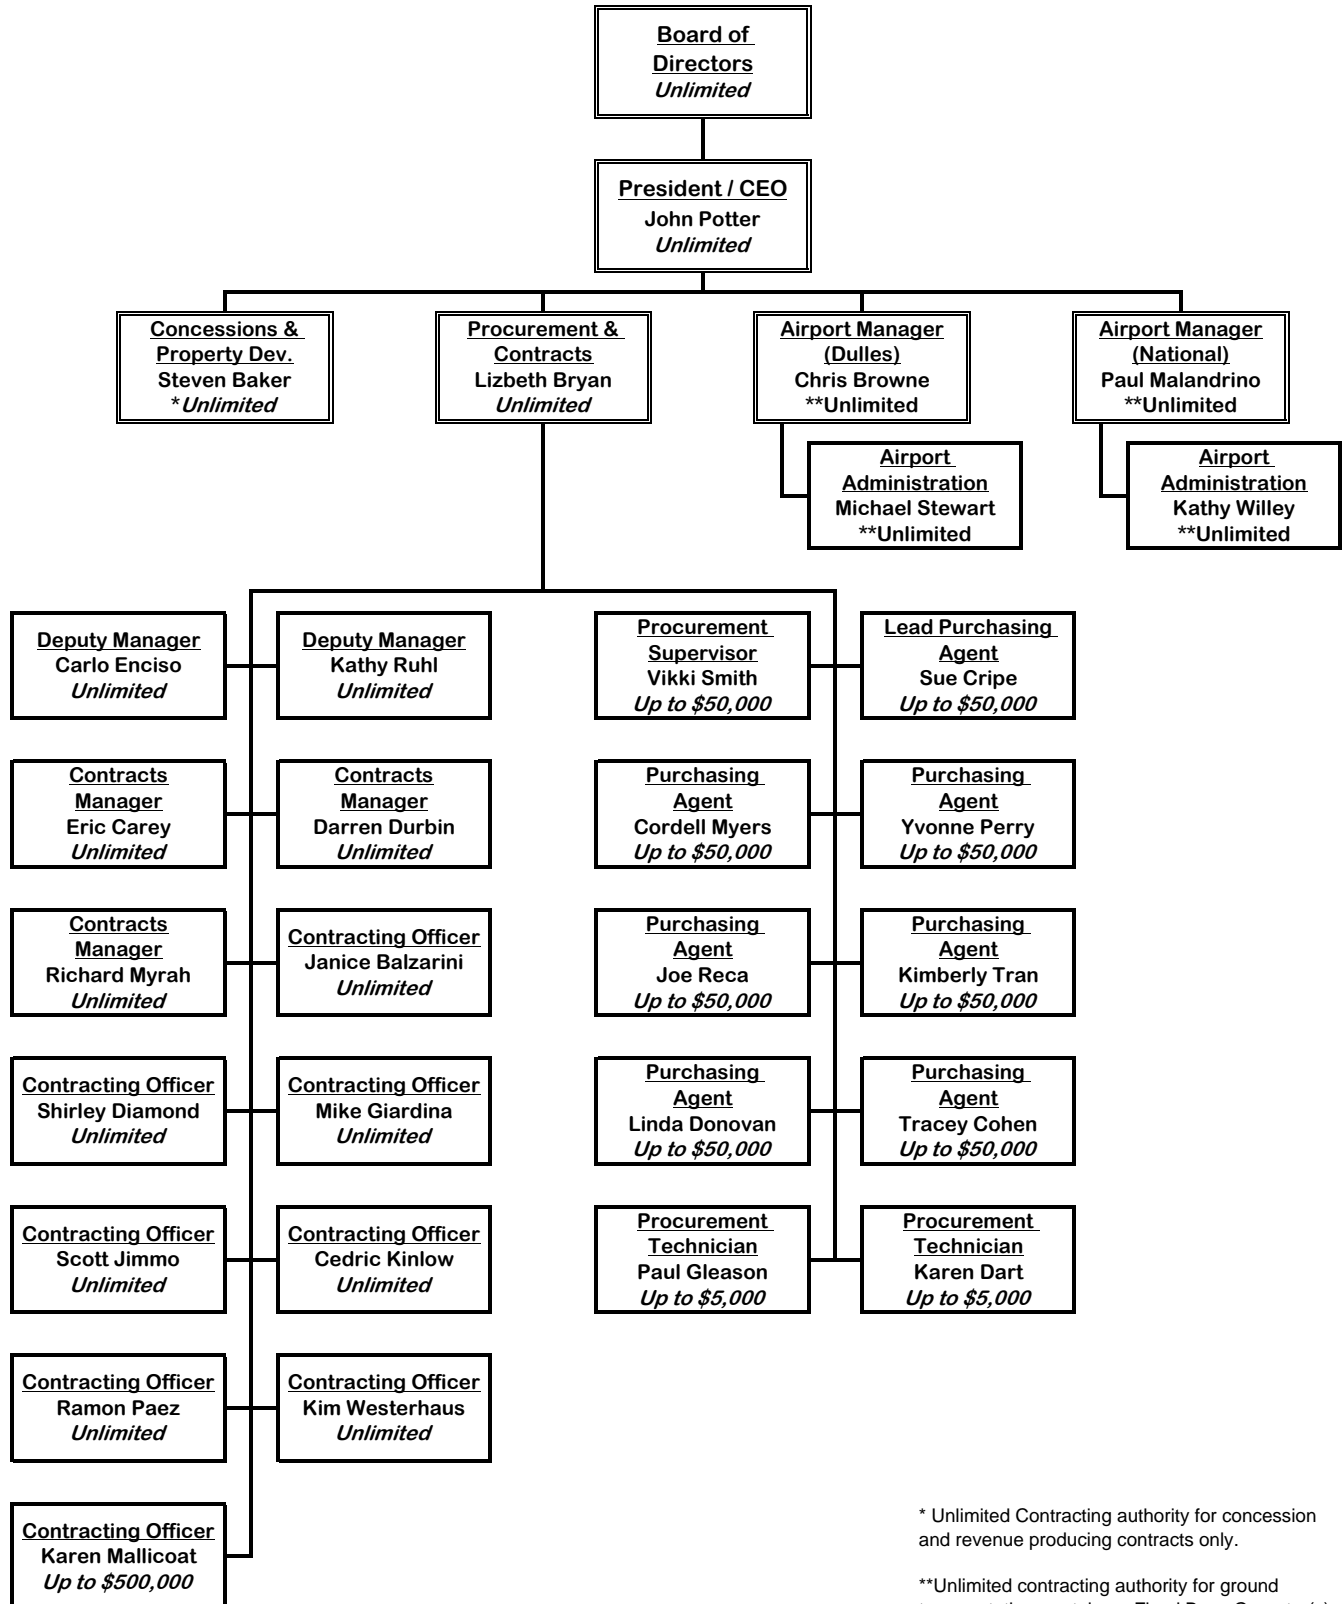 Board of
Directors
Unlimited
President / CEO
John Potter
Unlimited
Concessions &
Property Dev.
Steven Baker
*Unlimited
Procurement &
Contracts
Lizbeth Bryan
Unlimited
Airport Manager
(Dulles)
Chris Browne
**Unlimited
Airport Manager
(National)
Paul Malandrino
**Unlimited
Airport
Administration
Michael Stewart
**Unlimited
Airport
Administration
Kathy Willey
**Unlimited
Deputy Manager
Carlo Enciso
Unlimited
Deputy Manager
Kathy Ruhl
Unlimited
Procurement
Supervisor
Vikki Smith
Up to $50,000
Lead Purchasing
Agent
Sue Cripe
Up to $50,000
Contracts
Manager
Eric Carey
Unlimited
Contracts
Manager
Darren Durbin
Unlimited
Purchasing
Agent
Cordell Myers
Up to $50,000
Purchasing
Agent
Yvonne Perry
Up to $50,000
Contracts
Manager
Richard Myrah
Unlimited
Contracting Officer
Janice Balzarini
Unlimited
Purchasing
Agent
Joe Reca
Up to $50,000
Purchasing
Agent
Kimberly Tran
Up to $50,000
Contracting Officer
Shirley Diamond
Unlimited
Contracting Officer
Mike Giardina
Unlimited
Purchasing
Agent
Linda Donovan
Up to $50,000
Purchasing
Agent
Tracey Cohen
Up to $50,000
Contracting Officer
Scott Jimmo
Unlimited
Contracting Officer
Cedric Kinlow
Unlimited
Procurement
Technician
Paul Gleason
Up to $5,000
Procurement
Technician
Karen Dart
Up to $5,000
Contracting Officer
Ramon Paez
Unlimited
Contracting Officer
Kim Westerhaus
Unlimited
Contracting Officer
Karen Mallicoat
Up to $500,000
* Unlimited Contracting authority for concession
and revenue producing contracts only.
**Unlimited contracting authority for ground